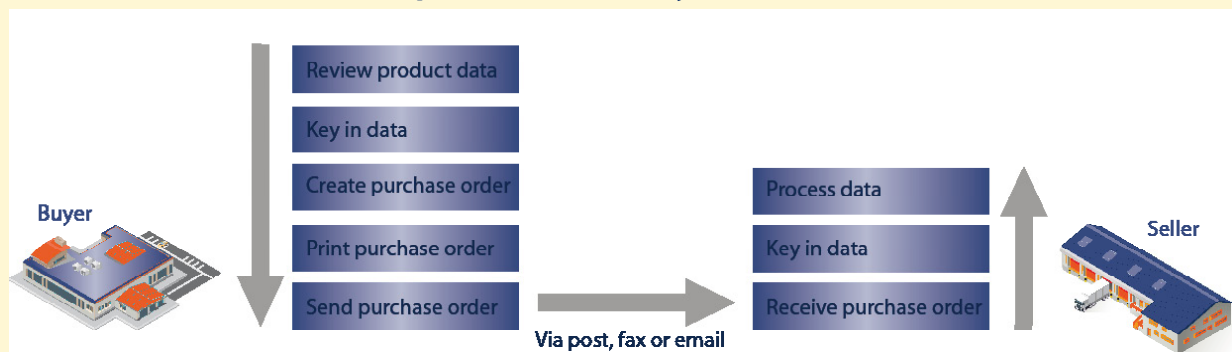 Buyer
Review product data
Key in data
Create purchase order
Print purchase order
Send purchase order
Via post, fax or email
Process data
Key in data
Receive purchase order
Seller